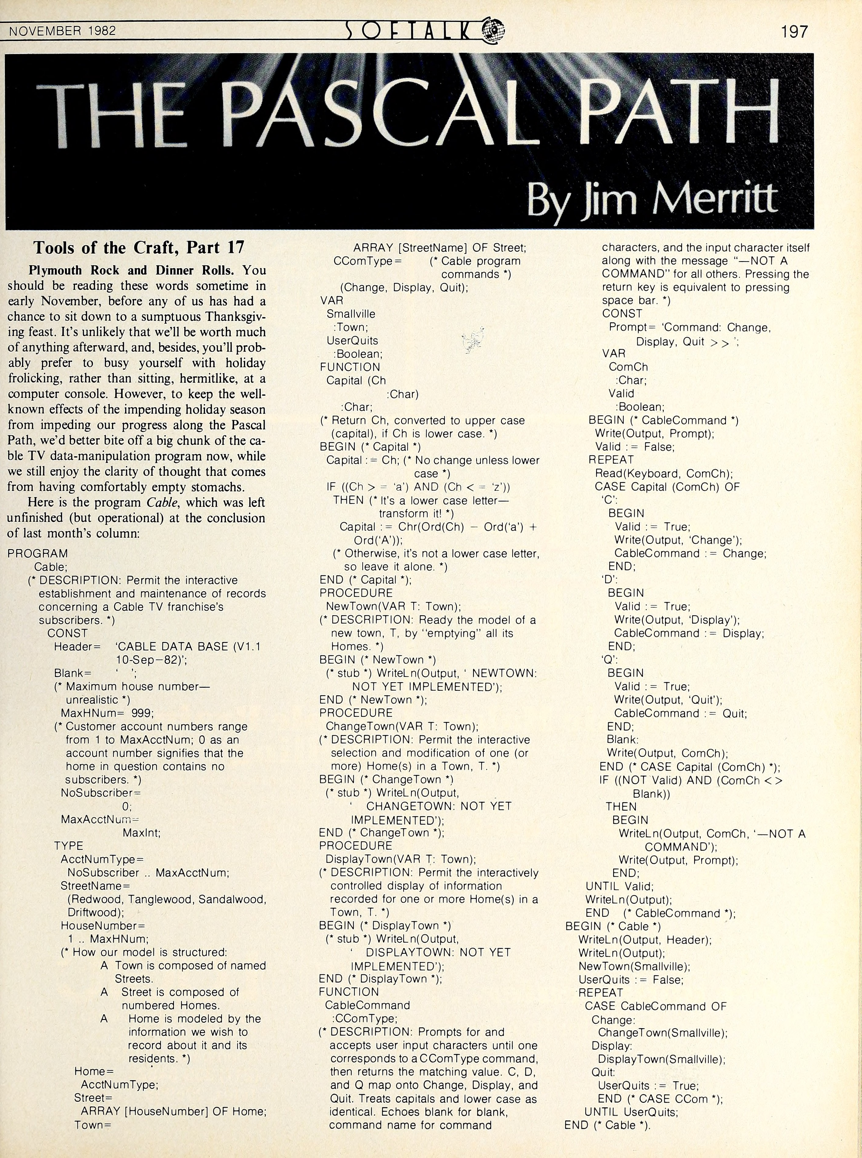 NOVEMBER 1982
SOFTALK
197
THE PASCAL PATH
By Jim Merritt
Tools of the Craft, Part 17
Plymouth Rock and Dinner Rolls. You
should be reading these words sometime in
early November, before any of us has had a
chance to sit down to a sumptuous Thanksgiv-
ing feast. It's unlikely that we'll be worth much
of anything afterward, and, besides, you'll prob-
ably prefer to busy yourself with holiday
frolicking, rather than sitting, hermitlike, at a
computer console. However, to keep the well-
known effects of the impending holiday season
from impeding our progress along the Pascal
Path, we'd better bite off a big chunk of the ca-
ble TV data-manipulation program now, while
we still enjoy the clarity of thought that comes
from having comfortably empty stomachs.
Here is the program Cable, which was left
unfinished (but operational) at the conclusion
of last month's column:
PROGRAM
Cable;
(* DESCRIPTION: Permit the interactive
establishment and maintenance of records
concerning a Cable TV franchise's
subscribers. *)
CONST
Header= 'CABLE DATA BASE (V1.1
10-Sep-82)';
Blank= ' ';
(* Maximum house number—
unrealistic *)
MaxHNum= 999;
(* Customer account numbers range
from 1 to MaxAcctNum; 0 as an
account number signifies that the
home in question contains no
subscribers. *)
NoSubscriber=
0;
MaxAcctNum=
MaxInt;
TYPE
AcctNumType=
NoSubscriber .. MaxAcctNum;
StreetName=
(Redwood, Tanglewood, Sandalwood,
Driftwood);
HouseNumber=
1 .. MaxHNum;
(* How our model is structured:
A Town is composed of named
Streets.
A Street is composed of
numbered Homes.
A Home is modeled by the
information we wish to
record about it and its
residents. *)
Home=
AcctNumType;
Street=
ARRAY [HouseNumber] OF Home;
Town=
ARRAY [StreetName] OF Street;
CComType= (* Cable program
commands *)
(Change, Display, Quit);
VAR
Smallville
:Town;
UserQuits
:Boolean;
FUNCTION
Capital (Ch
:Char)
:Char;
(* Return Ch, converted to upper case
(capital), if Ch is lower case. *)
BEGIN (* Capital *)
Capital := Ch; (* No change unless lower
case *)
IF ((Ch > = 'a') AND (Ch < = 'z'))
THEN (* It's a lower case letter—
transform it! *)
Capital := Chr(Ord(Ch) - Ord('a') +
Ord('A'));
(* Otherwise, it's not a lower case letter,
so leave it alone. *)
END (* Capital *);
PROCEDURE
NewTown(VAR T: Town);
(* DESCRIPTION: Ready the model of a
new town, T, by "emptying" all its
Homes. *)
BEGIN (* NewTown *)
(* stub *) WriteLn(Output, ' NEWTOWN:
NOT YET IMPLEMENTED');
END (* NewTown *);
PROCEDURE
ChangeTown(VAR T: Town);
(* DESCRIPTION: Permit the interactive
selection and modification of one (or
more) Home(s) in a Town, T. *)
BEGIN (* ChangeTown *)
(* stub *) WriteLn(Output,
' CHANGETOWN: NOT YET
IMPLEMENTED');
END (* ChangeTown *);
PROCEDURE
DisplayTown(VAR T: Town);
(* DESCRIPTION: Permit the interactively
controlled display of information
recorded for one or more Home(s) in a
Town, T. *)
BEGIN (* DisplayTown *)
(* stub *) WriteLn(Output,
' DISPLAYTOWN: NOT YET
IMPLEMENTED');
END (* DisplayTown *);
FUNCTION
CableCommand
:CComType;
(* DESCRIPTION: Prompts for and
accepts user input characters until one
corresponds to a CComType command,
then returns the matching value. C, D,
and Q map onto Change, Display, and
Quit. Treats capitals and lower case as
identical. Echoes blank for blank,
command name for command
characters, and the input character itself
along with the message "—NOT A
COMMAND" for all others. Pressing the
return key is equivalent to pressing
space bar. *)
CONST
Prompt= 'Command: Change,
Display, Quit > > ';
VAR
ComCh
:Char;
Valid
:Boolean;
BEGIN (* CableCommand *)
Write(Output, Prompt);
Valid := False;
REPEAT
Read(Keyboard, ComCh);
CASE Capital (ComCh) OF
'C':
BEGIN
Valid := True;
Write(Output, 'Change');
CableCommand := Change;
END;
'D':
BEGIN
Valid := True;
Write(Output, 'Display');
CableCommand := Display;
END;
'Q':
BEGIN
Valid := True;
Write(Output, 'Quit');
CableCommand := Quit;
END;
Blank:
Write(Output, ComCh);
END (* CASE Capital (ComCh) *);
IF ((NOT Valid) AND (ComCh < >
Blank))
THEN
BEGIN
WriteLn(Output, ComCh, '—NOT A
COMMAND');
Write(Output, Prompt);
END;
UNTIL Valid;
WriteLn(Output);
END (* CableCommand *);
BEGIN (* Cable *)
WriteLn(Output, Header);
WriteLn(Output);
NewTown(Smallville);
UserQuits := False;
REPEAT
CASE CableCommand OF
Change:
ChangeTown(Smallville);
Display:
DisplayTown(Smallville);
Quit:
UserQuits := True;
END (* CASE CCom *);
UNTIL UserQuits;
END (* Cable *).